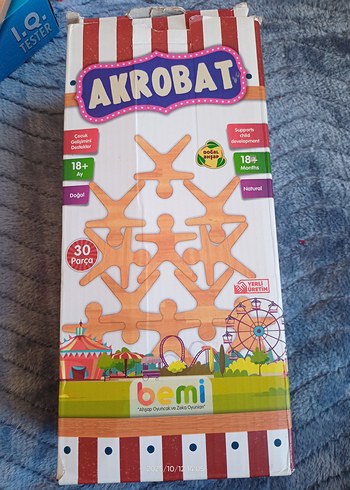 I.Q.
TESTER
AKROBAT
Çocuk
Gelişimini
Destekler
Supports
child
development
18+
Ay
DOĞAL
AHŞAP
18+
Months
Doğal
Natural
30
Parça
YERLİ
ÜRETİM
bemi
"Ahşap Oyuncak ve Zeka Oyunları"